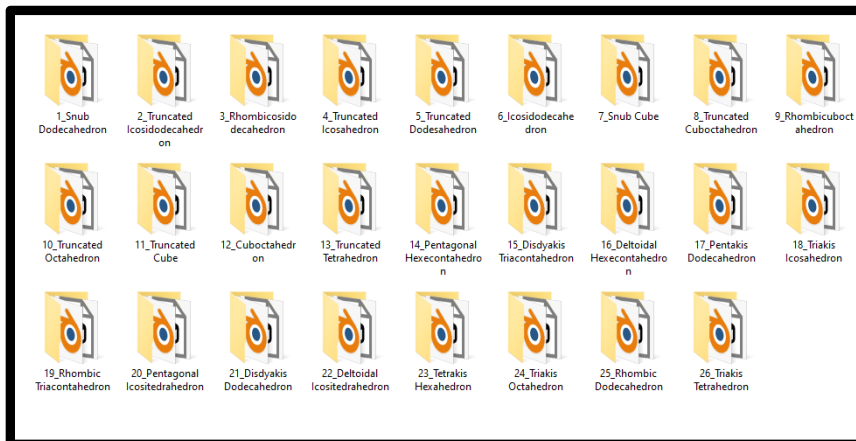 1_Snub
Dodecahedron
2_Truncated
Icosidodecahedr
on
3_Rhombicosido
decahedron
4_Truncated
Icosahedron
5_Truncated
Dodesahedron
6_Icosidodecahe
dron
7_Snub Cube
8_Truncated
Cuboctahedron
9_Rhombicuboct
ahedron
10_Truncated
Octahedron
11_Truncated
Cube
12_Cuboctahedr
on
13_Truncated
Tetrahedron
14_Pentagonal
Hexecontahedro
n
15_Disdyakis
Triacontahedron
16_Deltoidal
Hexecontahedro
n
17_Pentakis
Dodecahedron
18_Triakis
Icosahedron
19_Rhombic
Triacontahedron
20_Pentagonal
Icositedrahedron
21_Disdyakis
Dodecahedron
22_Deltoidal
Icositedrahedron
23_Tetrakis
Hexahedron
24_Triakis
Octahedron
25_Rhombic
Dodecahedron
26_Triakis
Tetrahedron